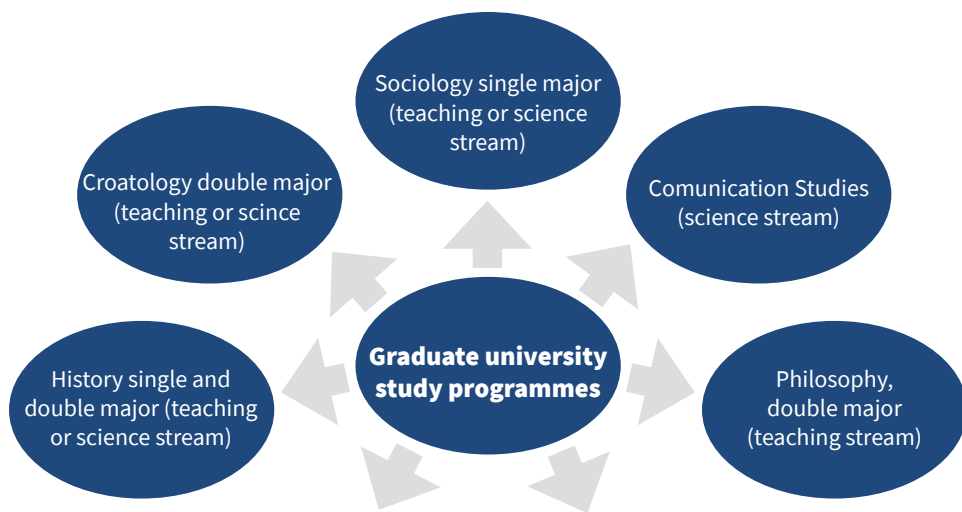 Sociology single major
(teaching or science
stream)
Croatology double major
(teaching or scince
stream)
Comunication Studies
(science stream)
Graduate university
study programmes
History single and
double major (teaching
or science stream)
Philosophy,
double major
(teaching stream)